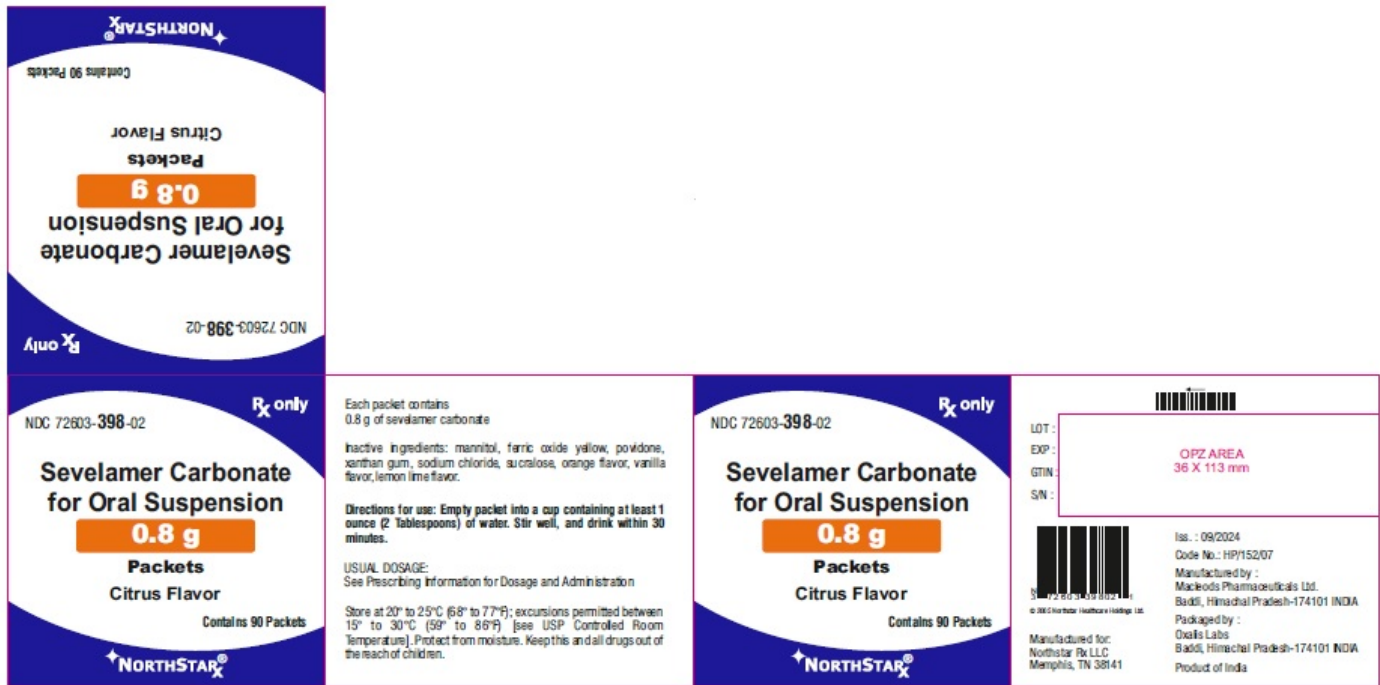 NORTHSTAR®
Contains 90 Packets
Citrus Flavor
Packets
0.8 g
for Oral Suspension
Sevelamer Carbonate
NDC 72603-398-02
Rx only
Rx only
NDC 72603-398-02
Sevelamer Carbonate
for Oral Suspension
0.8 g
Packets
Citrus Flavor
Contains 90 Packets
NORTHSTARx®
Each packet contains
0.8 g of sevelamer carbonate
Inactive ingredients: mannitol, ferric oxide yellow, povidone,
xanthan gum, sodium chloride, sucralose, orange flavor, vanilla
flavor, lemon lime flavor.
Directions for use: Empty packet into a cup containing at least 1
ounce (2 Tablespoons) of water. Stir well, and drink within 30
minutes.
USUAL DOSAGE:
See Prescribing Information for Dosage and Administration
Store at 20° to 25°C (68° to 77°F); excursions permitted between
15° to 30°C (59° to 86°F) [see USP Controlled Room
Temperature]. Protect from moisture. Keep this and all drugs out of
the reach of children.
Rx only
NDC 72603-398-02
Sevelamer Carbonate
for Oral Suspension
0.8 g
Packets
Citrus Flavor
Contains 90 Packets
NORTHSTARx®
LOT :
EXP :
GTIN :
S/N :
OPZ AREA
36 X 113 mm
72603 39802 1
Northstar Healthcare Holdings Ltd.
Manufactured for:
Northstar Rx LLC
Memphis, TN 38141
Iss. : 09/2024
Code No.: HP/152/07
Manufactured by :
Macleods Pharmaceuticals Ltd.
Baddi, Himachal Pradesh-174101 INDIA
Packaged by :
Oxalis Labs
Baddi, Himachal Pradesh-174101 INDIA
Product of India